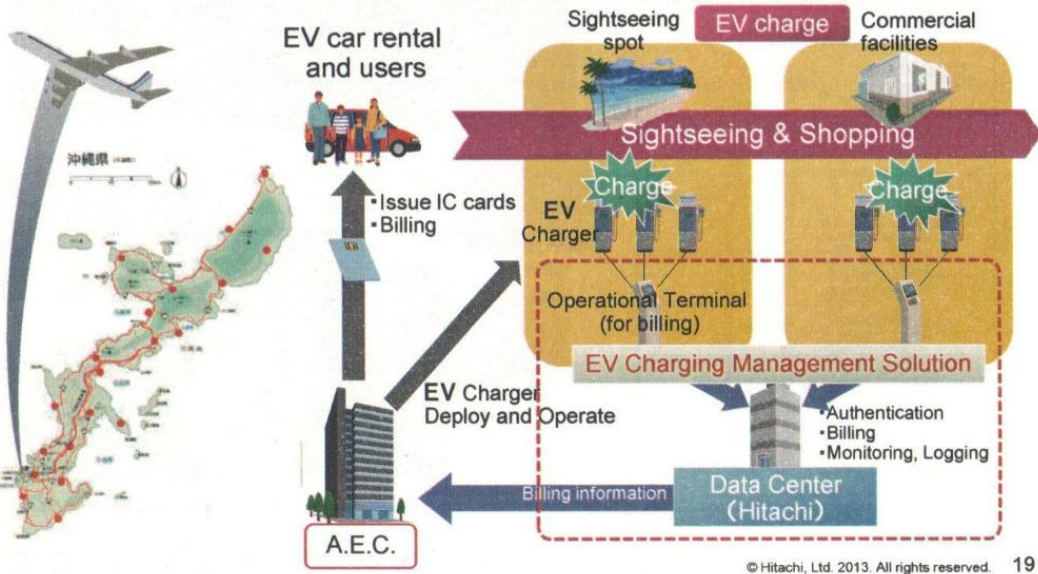 EV car rental
and users
Sightseeing
spot
EV charge
Commercial
facilities
Sightseeing & Shopping
Charge
Charge
沖縄県
▪Issue IC cards
▪Billing
EV
Charger
Operational Terminal
(for billing)
EV Charging Management Solution
EV Charger
Deploy and Operate
▪Authentication
▪Billing
▪Monitoring, Logging
Billing information
Data Center
(Hitachi)
A.E.C.
© Hitachi, Ltd. 2013. All rights reserved. 19